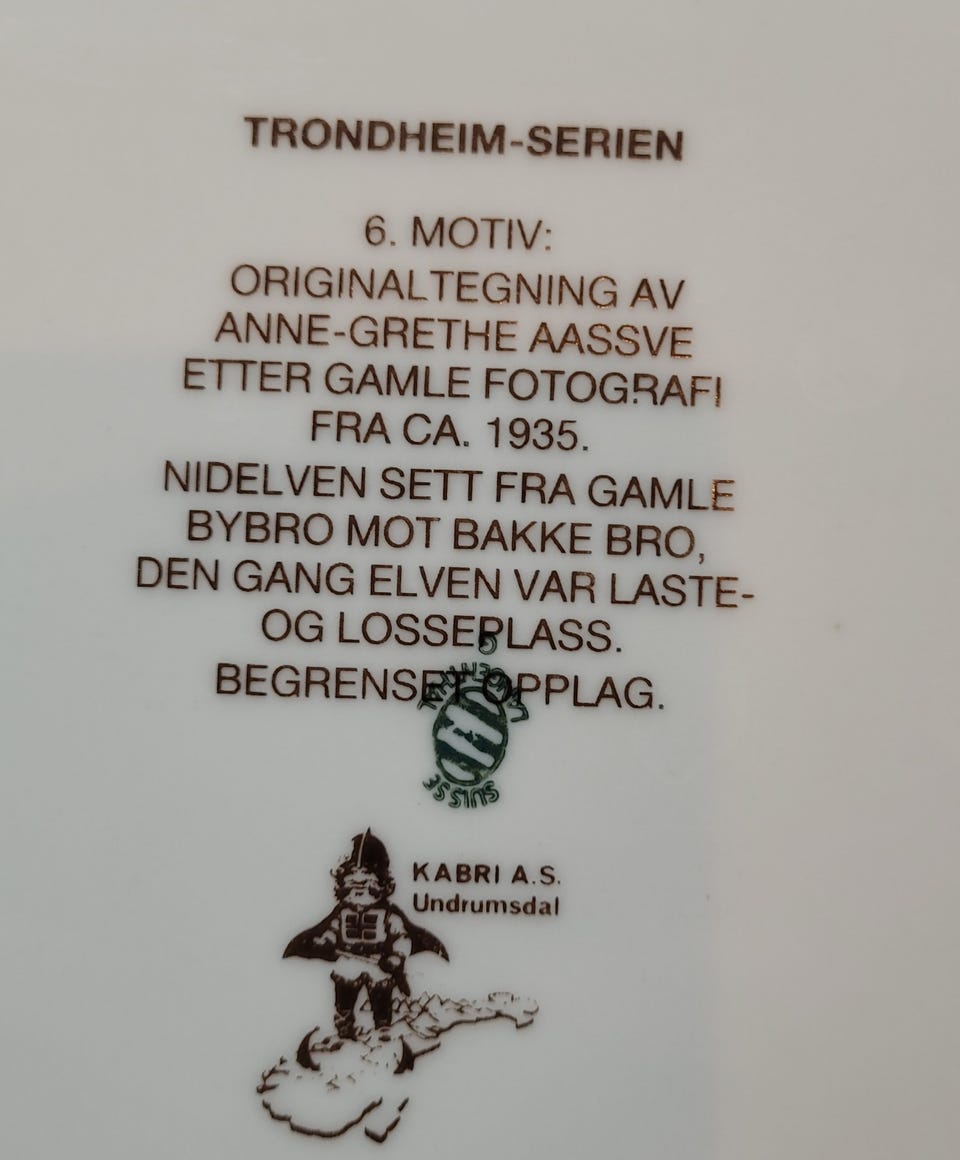 TRONDHEIM-SERIEN
6. MOTIV:
ORIGINALTEGNING AV
ANNE-GRETHE AASSVE
ETTER GAMLE FOTOGRAFI
FRA CA. 1935.
NIDELVEN SETT FRA GAMLE
BYBRO MOT BAKKE BRO,
DEN GANG ELVEN VAR LASTE-
OG LOSSEPLASS.
BEGRENSET OPPLAG.
LANGENTHAL
SUISSE
KABRI A.S.
Undrumsdal